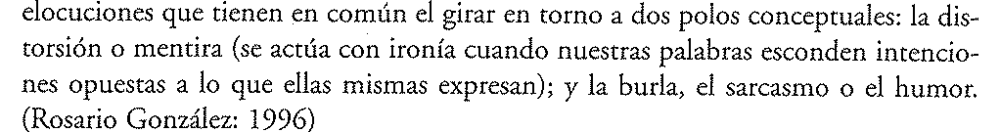 elocuciones que tienen en común el girar en torno a dos polos conceptuales: la dis-
torsión o mentira (se actúa con ironía cuando nuestras palabras esconden intencio-
nes opuestas a lo que ellas mismas expresan); y la burla, el sarcasmo o el humor.
(Rosario González: 1996)